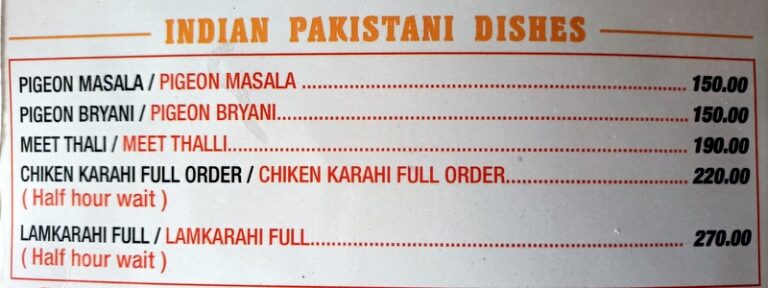 INDIAN PAKISTANI DISHES
PIGEON MASALA / PIGEON MASALA ........................................................................ 150.00
PIGEON BRYANI / PIGEON BRYANI............................................................................ 150.00
MEET THALI / MEET THALLI.................................................................................... 190.00
CHIKEN KARAHI FULL ORDER / CHIKEN KARAHI FULL ORDER................................. 220.00
( Half hour wait )
LAMKARAHI FULL / LAMKARAHI FULL...................................................................... 270.00
( Half hour wait )